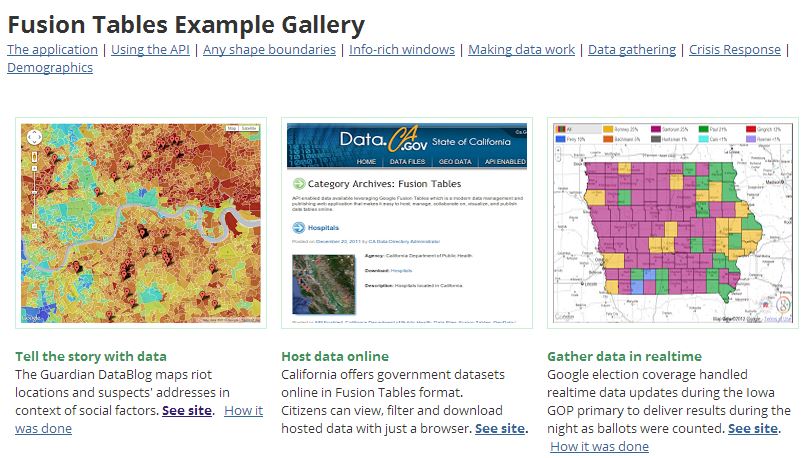 Fusion Tables Example Gallery
The application | Using the API | Any shape boundaries | Info-rich windows | Making data work | Data gathering | Crisis Response |
Demographics
Map Satellite
Google
Data.CA.gov State of California
HOME DATA FILES GEO DATA API ENABLED
Category Archives: Fusion Tables
API enabled data available leveraging Google Fusion Tables which is a modern data management and
publishing web application that makes it easy to host, manage, collaborate on, visualize, and publish
data tables online.
Hospitals
Posted on December 20, 2011 by CA Data Directory Administrator
Agency: California Department of Public Health
Download: Hospitals
Description: Hospitals located in California
All Romney 25% Santorum 25% Paul 21% Gingrich 13%
Perry 10% Bachmann 5% Huntsman 1% Cain <1% Roemer <1%
Tell the story with data
The Guardian DataBlog maps riot
locations and suspects' addresses in
context of social factors. See site. How it
was done
Host data online
California offers government datasets
online in Fusion Tables format.
Citizens can view, filter and download
hosted data with just a browser. See site.
Gather data in realtime
Google election coverage handled
realtime data updates during the Iowa
GOP primary to deliver results during the
night as ballots were counted. See site.
How it was done